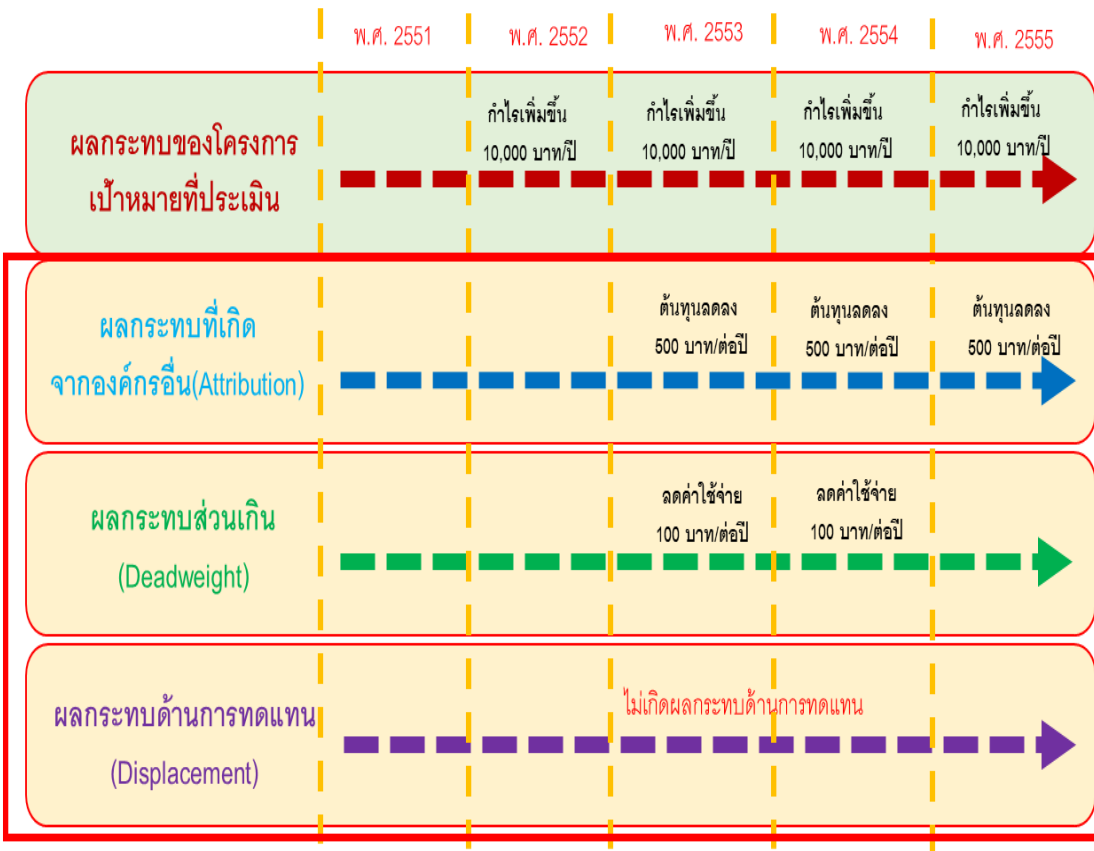 พ.ศ. 2551
พ.ศ. 2552
พ.ศ. 2553
พ.ศ. 2554
พ.ศ. 2555
ผลกระทบของโครงการ
เป้าหมายที่ประเมิน
กำไรเพิ่มขึ้น
10,000 บาท/ปี
กำไรเพิ่มขึ้น
10,000 บาท/ปี
กำไรเพิ่มขึ้น
10,000 บาท/ปี
กำไรเพิ่มขึ้น
10,000 บาท/ปี
ผลกระทบที่เกิด
จากองค์กรอื่น(Attribution)
ต้นทุนลดลง
500 บาท/ต่อปี
ต้นทุนลดลง
500 บาท/ต่อปี
ต้นทุนลดลง
500 บาท/ต่อปี
ผลกระทบส่วนเกิน
(Deadweight)
ลดค่าใช้จ่าย
100 บาท/ต่อปี
ลดค่าใช้จ่าย
100 บาท/ต่อปี
ผลกระทบด้านการทดแทน
(Displacement)
ไม่เกิดผลกระทบด้านการทดแทน